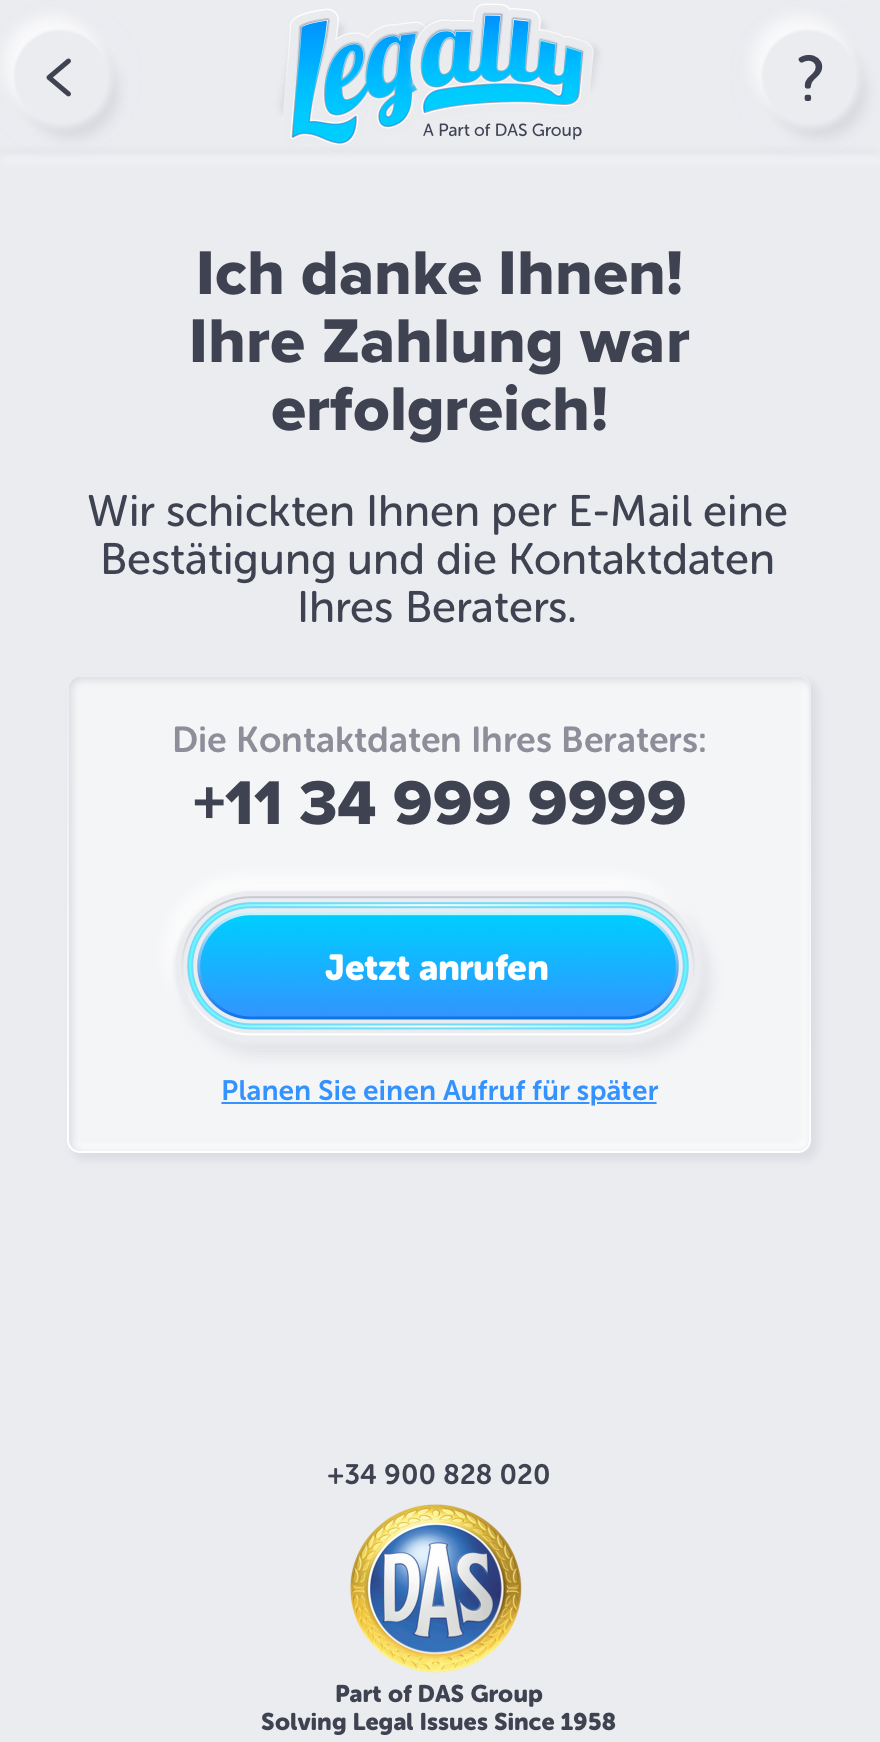 Legally
A Part of DAS Group
?
Ich danke Ihnen!
Ihre Zahlung war
erfolgreich!
Wir schickten Ihnen per E-Mail eine
Bestätigung und die Kontaktdaten
Ihres Beraters.
Die Kontaktdaten Ihres Beraters:
+11 34 999 9999
Jetzt anrufen
Planen Sie einen Aufruf für später
+34 900 828 020
DAS
Part of DAS Group
Solving Legal Issues Since 1958